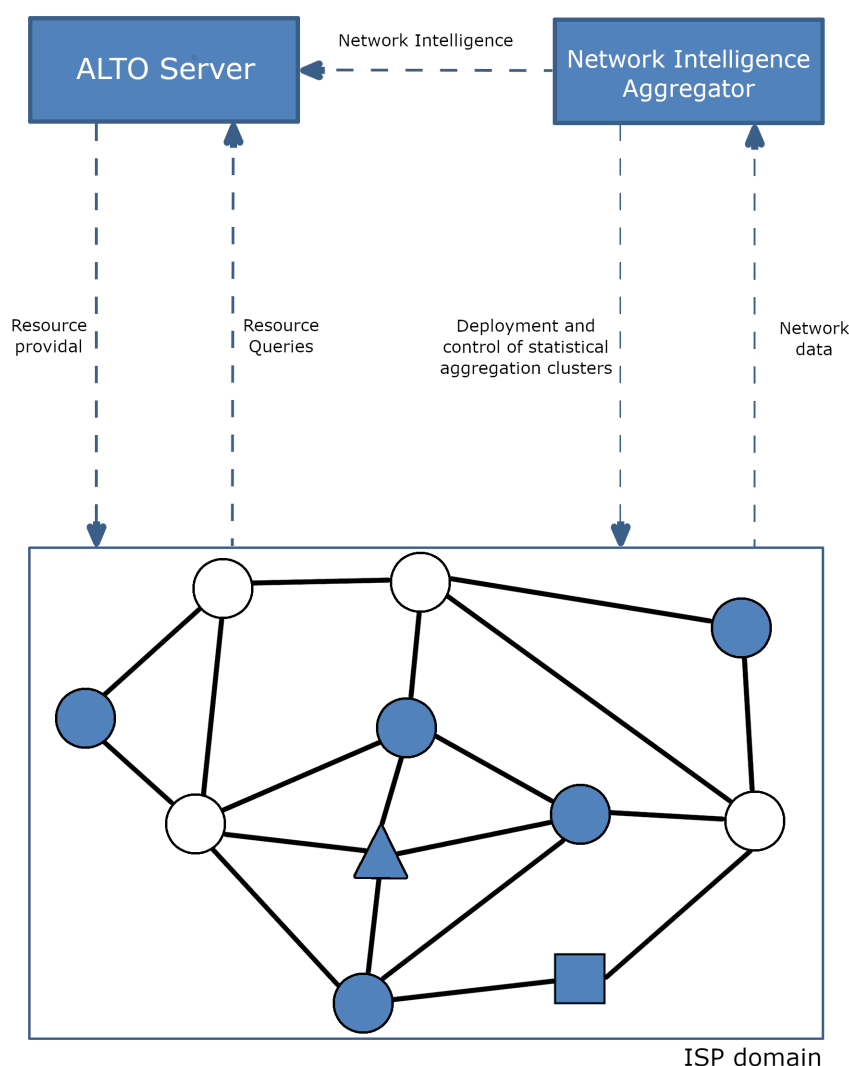 Network Intelligence
ALTO Server
Network Intelligence
Aggregator
Resource
providal
Resource
Queries
Deployment and
control of statistical
aggregation clusters
Network
data
ISP domain